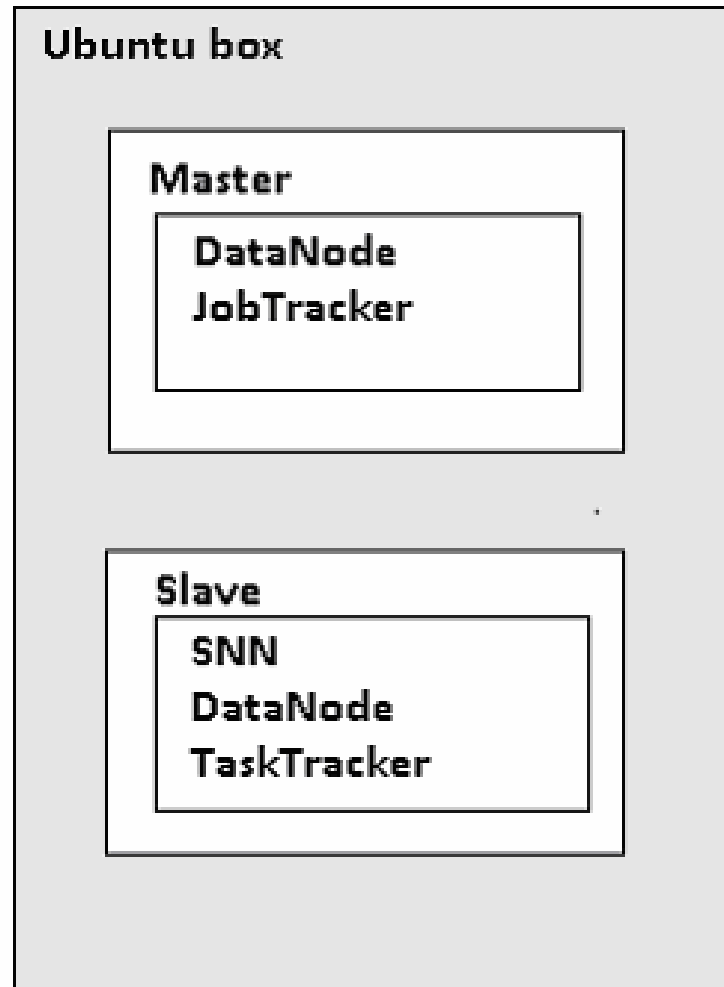 Ubuntu box
Master
DataNode
JobTracker
Slave
SNN
DataNode
TaskTracker